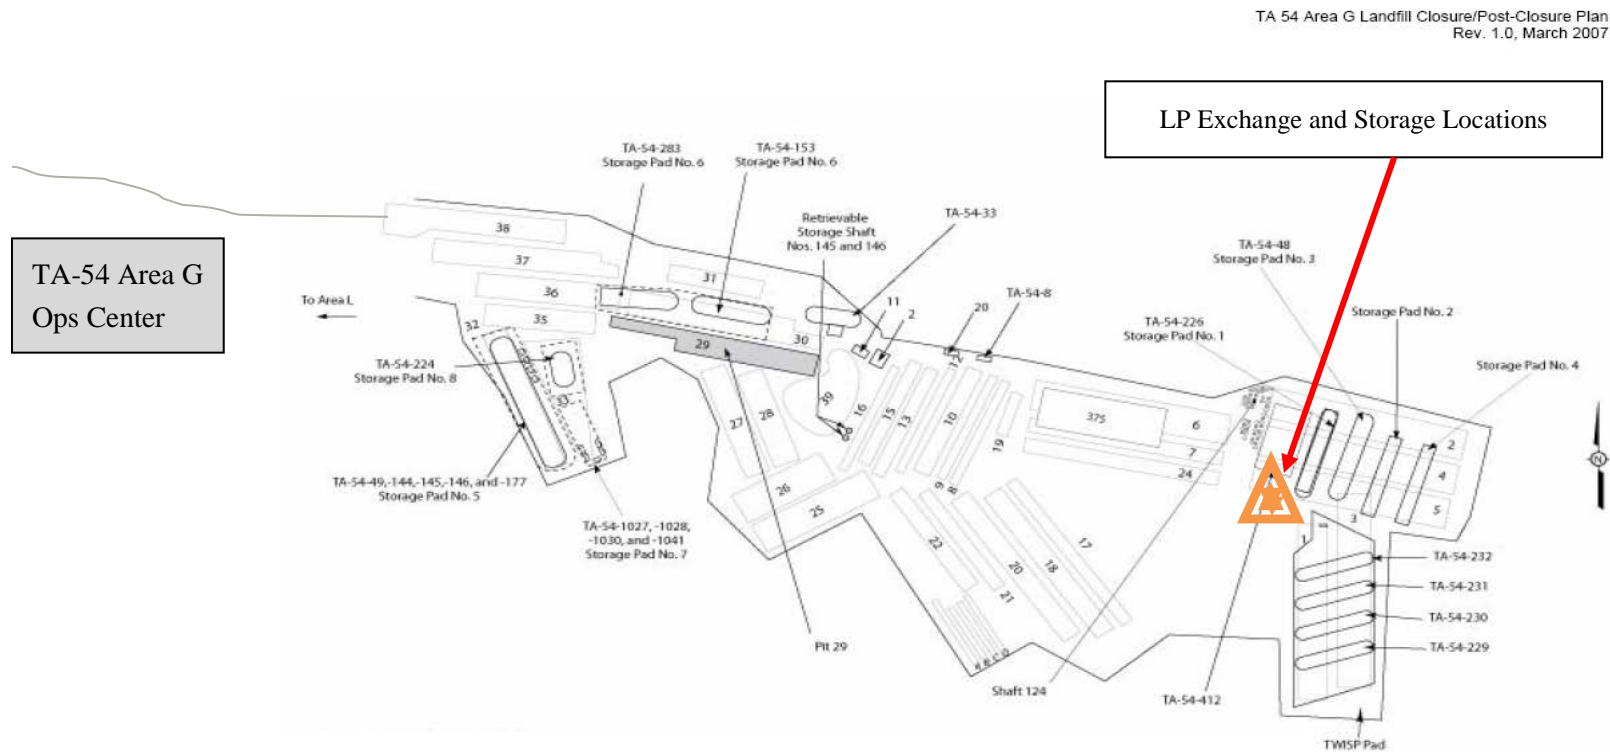 TA 54 Area G Landfill Closure/Post-Closure Plan
Rev. 1.0, March 2007
LP Exchange and Storage Locations
TA-54-283
Storage Pad No. 6
TA-54-153
Storage Pad No. 6
Retrievable
Storage Shaft
Nos. 145 and 146
TA-54-33
TA-54-48
Storage Pad No. 3
TA-54 Area G
Ops Center
To Area L
38
37
36
35
31
30
29
32
33
11
2
20
TA-54-8
12
TA-54-226
Storage Pad No. 1
Storage Pad No. 2
Storage Pad No. 4
TA-54-224
Storage Pad No. 8
27
28
39
16
15
13
10
19
9
8
375
6
7
24
2
4
5
3
1
N
TA-54-49,-144,-145,-146, and -177
Storage Pad No. 5
26
25
TA-54-1027, -1028,
-1030, and -1041
Storage Pad No. 7
22
20
21
18
17
A
B
C
D
TA-54-232
TA-54-231
TA-54-230
TA-54-229
Pit 29
Shaft 124
TA-54-412
TWISP Pad